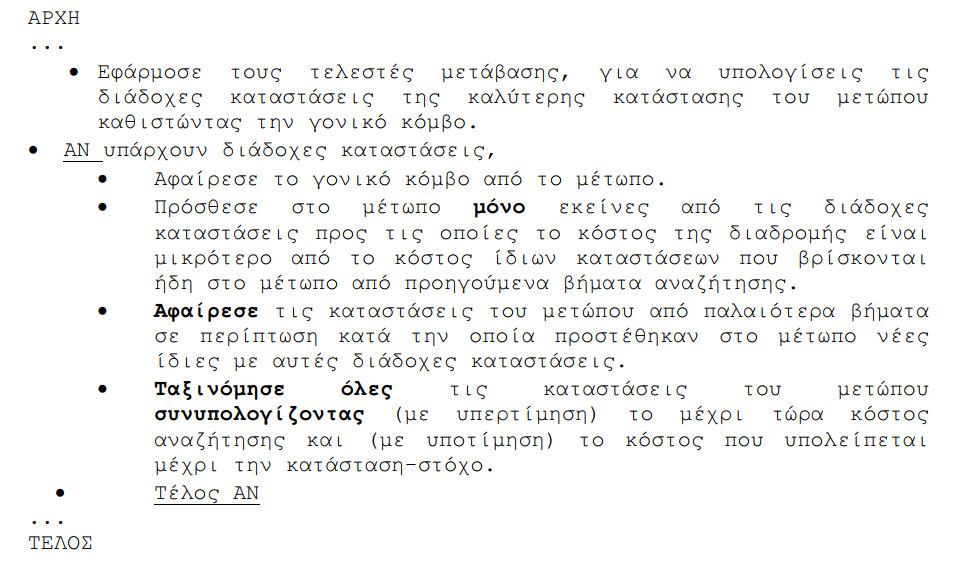 ΑΡΧΗ
...
• Εφάρμοσε τους τελεστές μετάβασης, για να υπολογίσεις τις
διάδοχες καταστάσεις της καλύτερης κατάστασης του μετώπου
καθιστώντας την γονικό κόμβο.
• ΑΝ υπάρχουν διάδοχες καταστάσεις,
• Αφαίρεσε το γονικό κόμβο από το μέτωπο.
• Πρόσθεσε στο μέτωπο μόνο εκείνες από τις διάδοχες
καταστάσεις προς τις οποίες το κόστος της διαδρομής είναι
μικρότερο από το κόστος ίδιων καταστάσεων που βρίσκονται
ήδη στο μέτωπο από προηγούμενα βήματα αναζήτησης.
• Αφαίρεσε τις καταστάσεις του μετώπου από παλαιότερα βήματα
σε περίπτωση κατά την οποία προστέθηκαν στο μέτωπο νέες
ίδιες με αυτές διάδοχες καταστάσεις.
• Ταξινόμησε όλες τις καταστάσεις του μετώπου
συνυπολογίζοντας (με υπερτίμηση) το μέχρι τώρα κόστος
αναζήτησης και (με υποτίμηση) το κόστος που υπολείπεται
μέχρι την κατάσταση-στόχο.
• Τέλος ΑΝ
...
ΤΕΛΟΣ